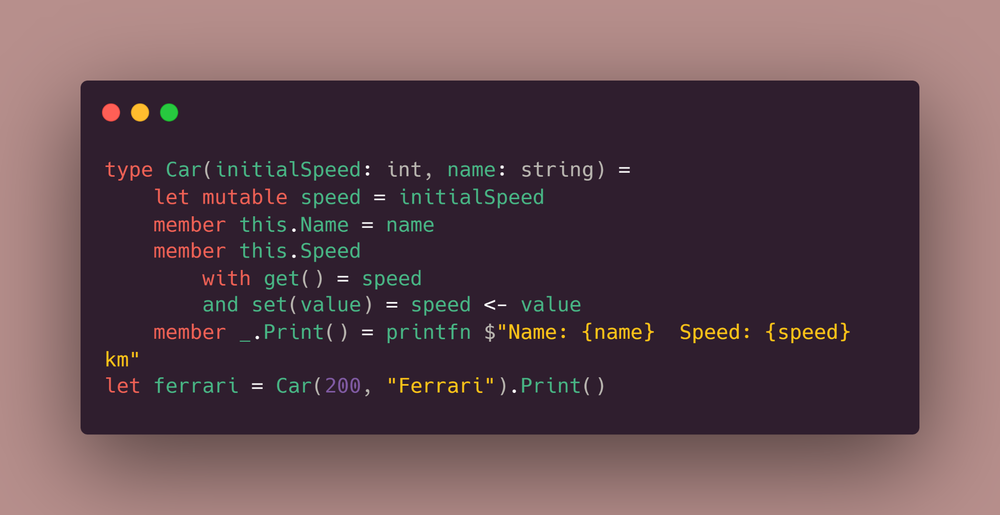 type Car(initialSpeed: int, name: string) =
    let mutable speed = initialSpeed
    member this.Name = name
    member this.Speed
        with get() = speed
        and set(value) = speed <- value
    member _.Print() = printfn $"Name: {name}  Speed: {speed}
km"
let ferrari = Car(200, "Ferrari").Print()